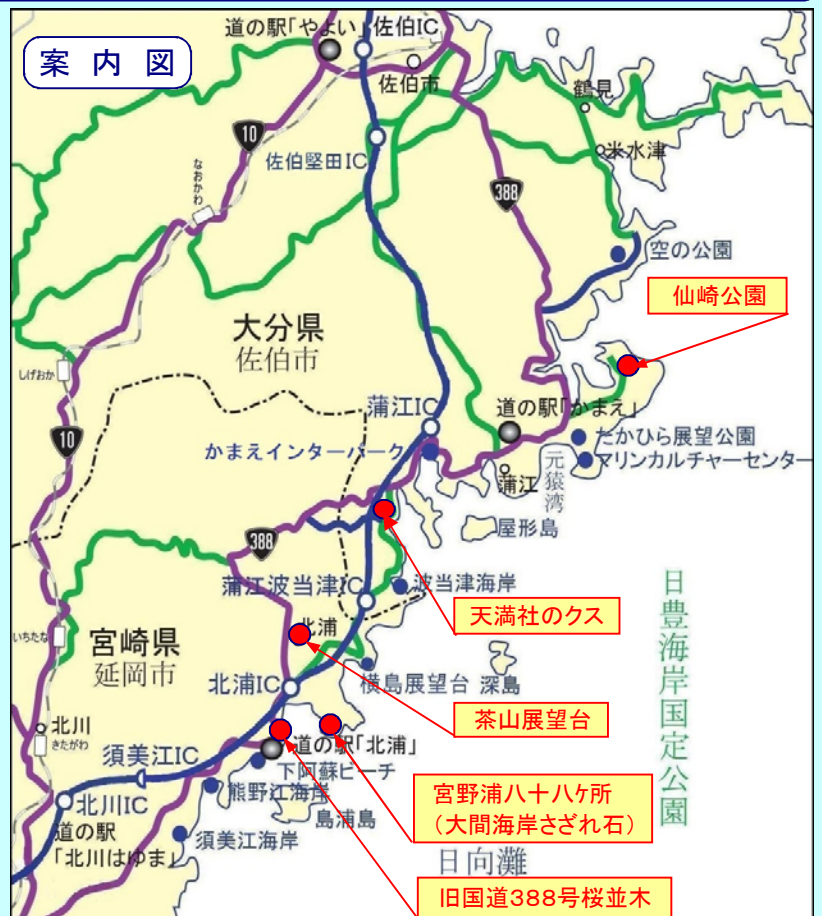 案内図
道の駅「やよい」
佐伯IC
佐伯市
鶴見
10
佐伯堅田IC
米水津
なおかわ
388
空の公園
仙崎公園
大分県
佐伯市
しげおか
蒲江IC
道の駅「かまえ」
10
たかひら展望公園
かまえインターパーク
マリンカルチャーセンター
蒲江
元猿湾
屋形島
388
蒲江波当津IC
波当津海岸
日豊海岸国定公園
天満社のクス
いちたな
宮崎県
延岡市
北浦
北浦IC
横島展望台
深島
茶山展望台
北川
きたがわ
須美江IC
道の駅「北浦」
下阿蘇ビーチ
熊野江海岸
宮野浦八十八ケ所
（大間海岸さざれ石）
北川IC
島浦島
道の駅
「北川はゆま」
須美江海岸
日向灘
旧国道388号桜並木